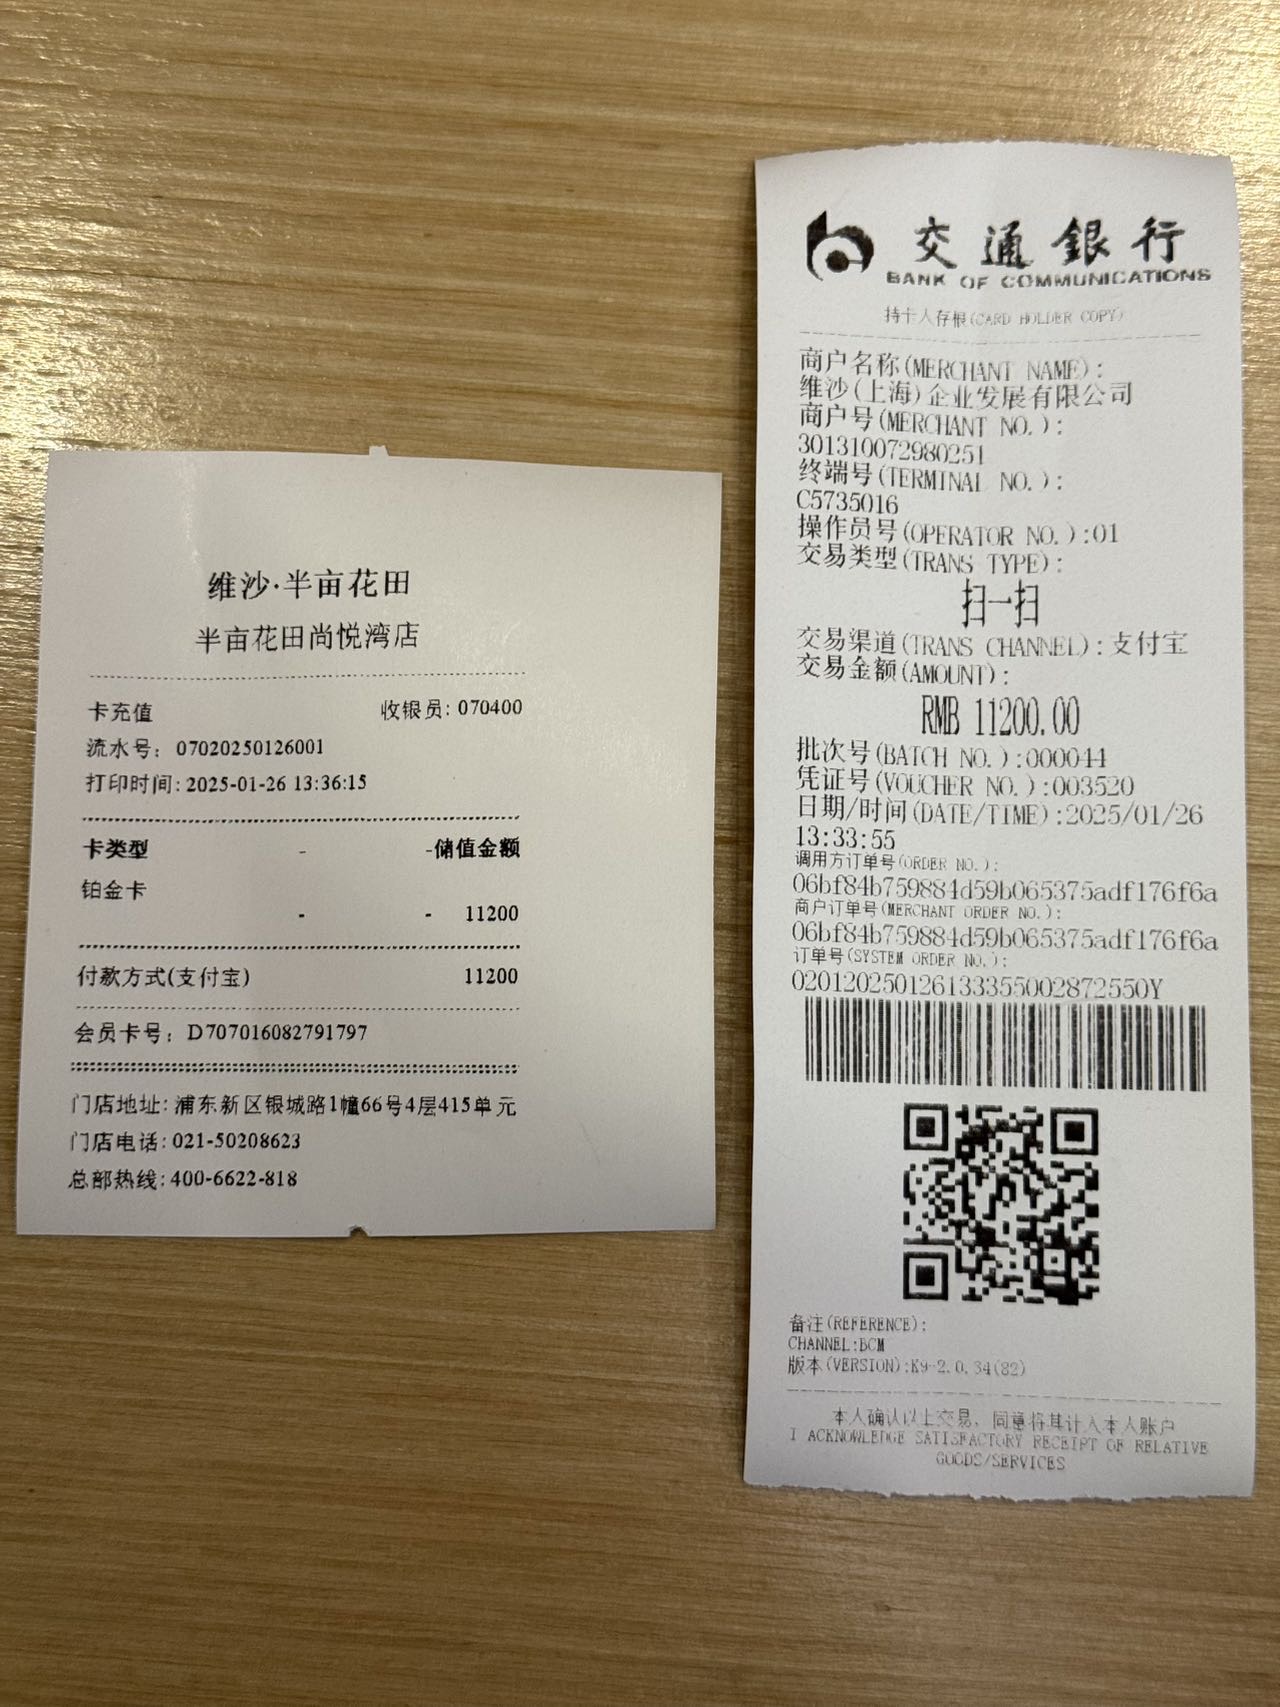 维沙·半亩花田
半亩花田尚悦湾店
卡充值 收银员: 070400
流水号: 07020250126001
打印时间: 2025-01-26 13:36:15
卡类型 - -储值金额
铂金卡
- - 11200
付款方式(支付宝) 11200
会员卡号: D707016082791797
门店地址: 浦东新区银城路1幢66号4层415单元
门店电话: 021-50208623
总部热线: 400-6622-818
交通銀行
BANK OF COMMUNICATIONS
持卡人存根(CARD HOLDER COPY)
商户名称(MERCHANT NAME):
维沙(上海)企业发展有限公司
商户号(MERCHANT NO.):
301310072980251
终端号(TERMINAL NO.):
C5735016
操作员号(OPERATOR NO.):01
交易类型(TRANS TYPE):
扫一扫
交易渠道(TRANS CHANNEL):支付宝
交易金额(AMOUNT):
RMB 11200.00
批次号(BATCH NO.):000044
凭证号(VOUCHER NO.):003520
日期/时间(DATE/TIME):2025/01/26
13:33:55
调用方订单号(ORDER NO.):
06bf84b759884d59b065375adf176f6a
商户订单号(MERCHANT ORDER NO.):
06bf84b759884d59b065375adf176f6a
订单号(SYSTEM ORDER NO.):
020120250126133355002872550Y
备注(REFERENCE):
CHANNEL:BCM
版本(VERSION):K9-2.0.34(82)
本人确认以上交易，同意将其计入本人账户
I ACKNOWLEDGE SATISFACTORY RECEIPT OF RELATIVE
GOODS/SERVICES